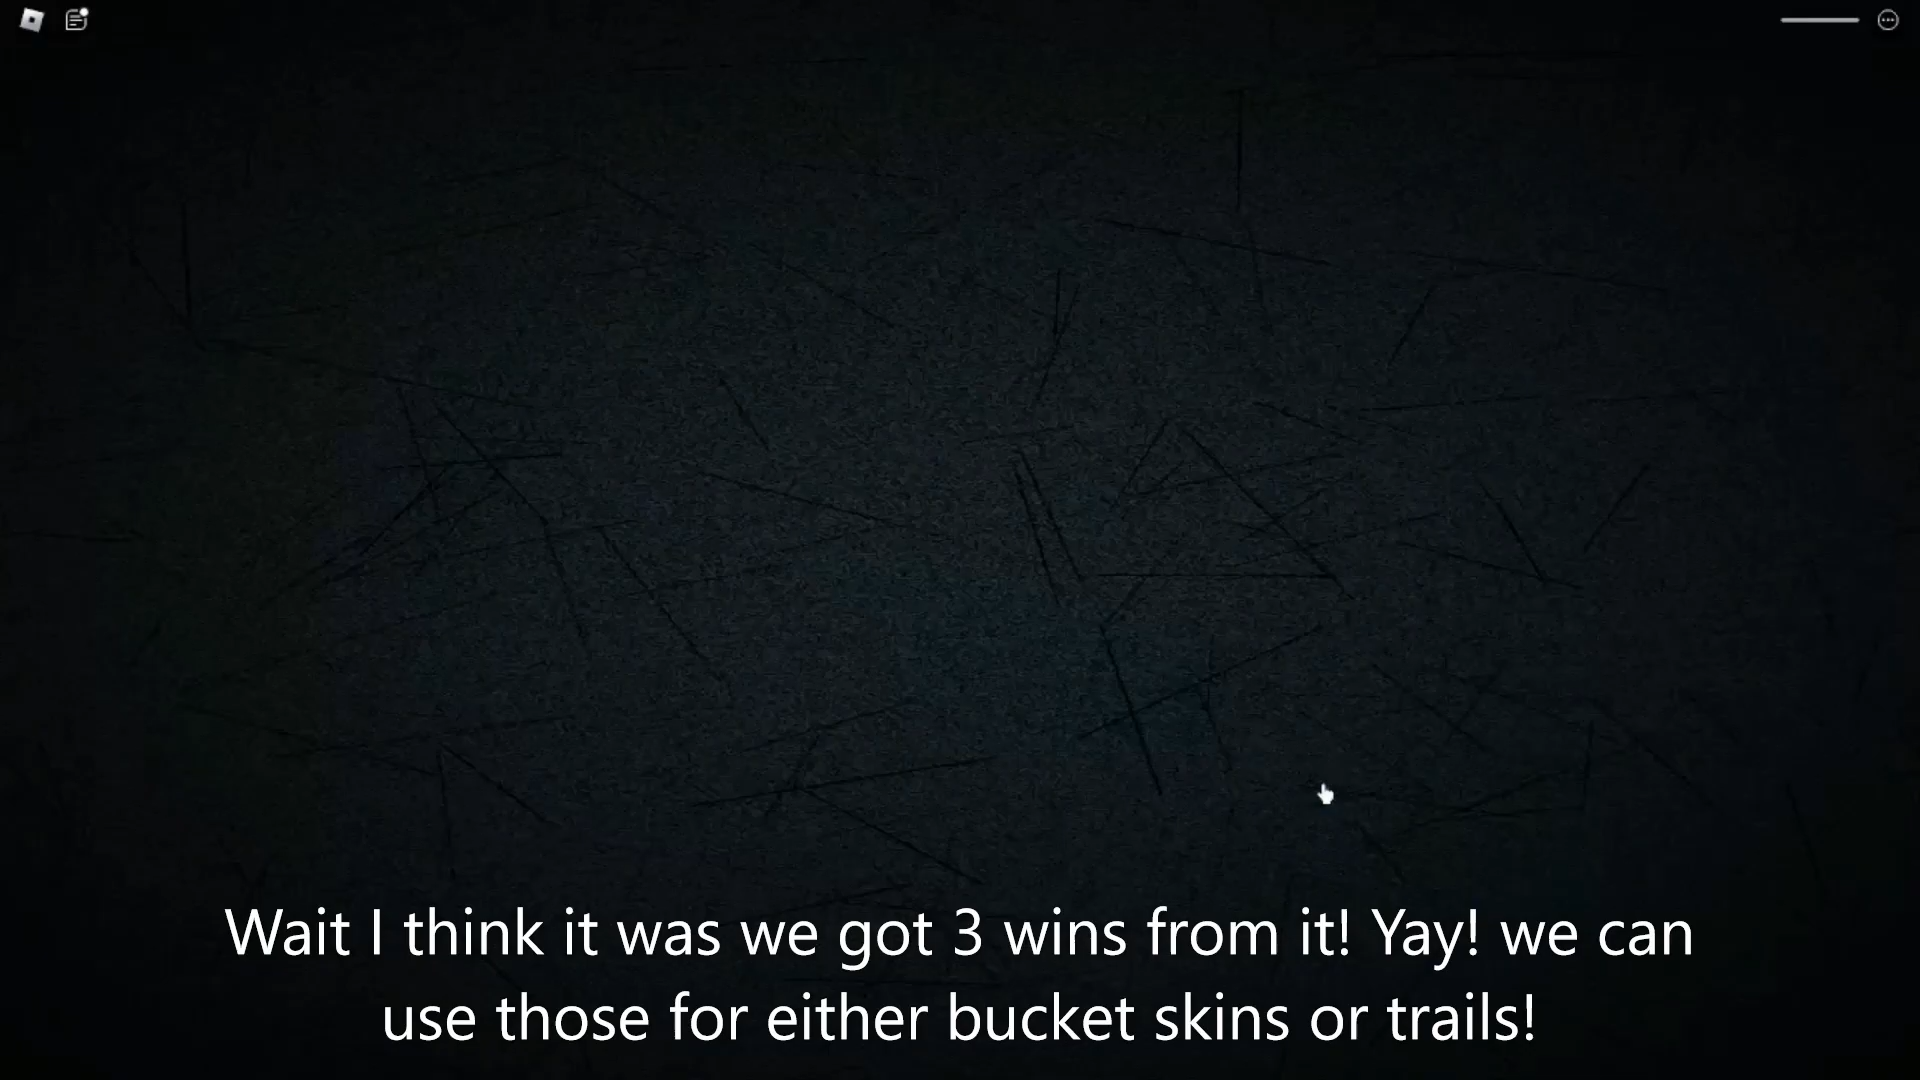 Wait I think it was we got 3 wins from it! Yay! we can
use those for either bucket skins or trails!